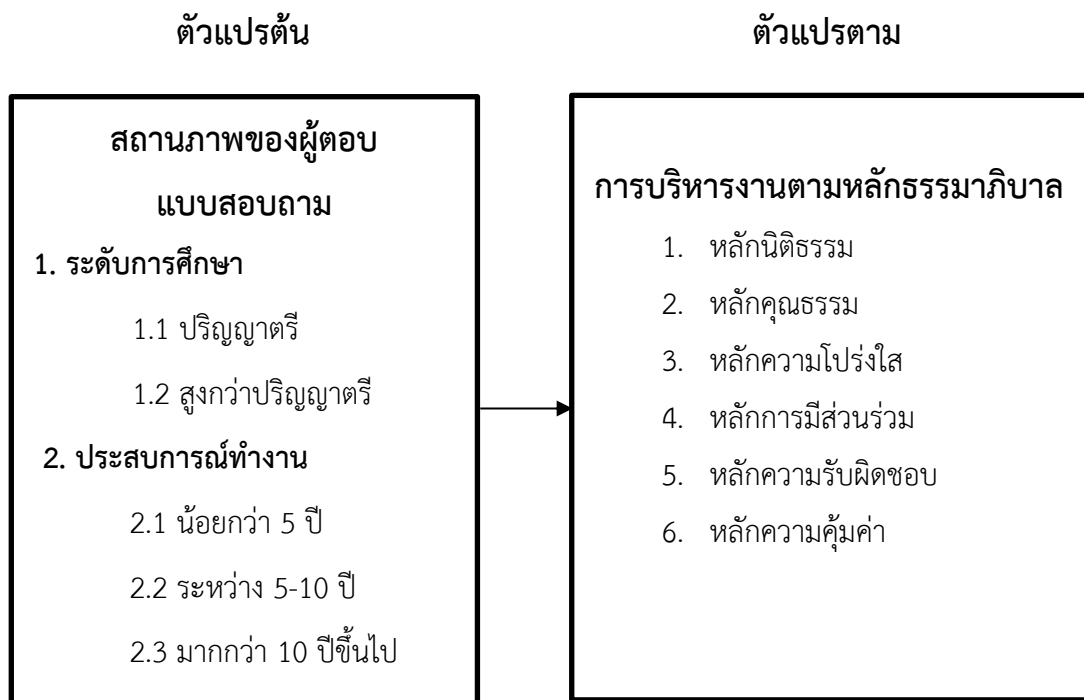 ตัวแปรต้น
ตัวแปรตาม
สถานภาพของผู้ตอบ
แบบสอบถาม
1. ระดับการศึกษา
1.1 ปริญญาตรี
1.2 สูงกว่าปริญญาตรี
2. ประสบการณ์ทำงาน
2.1 น้อยกว่า 5 ปี
2.2 ระหว่าง 5-10 ปี
2.3 มากกว่า 10 ปีขึ้นไป
การบริหารงานตามหลักธรรมาภิบาล
1. หลักนิติธรรม
2. หลักคุณธรรม
3. หลักความโปร่งใส
4. หลักการมีส่วนร่วม
5. หลักความรับผิดชอบ
6. หลักความคุ้มค่า